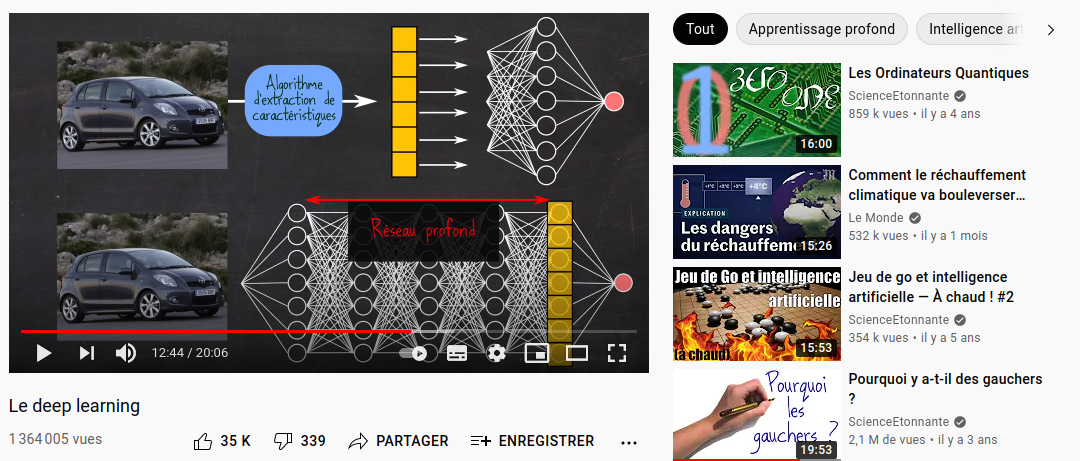 Algorithme
d'extraction de
caractéristiques
Réseau profond
12:44 / 20:06
Le deep learning
1 364 005 vues
35 K
339
PARTAGER
ENREGISTRER
Tout
Apprentissage profond
Intelligence art
16:00
Les Ordinateurs Quantiques
ScienceEtonnante
859 k vues • il y a 4 ans
+4°C
EXPLICATION
Les dangers
du réchauffeme
15:26
Comment le réchauffement
climatique va bouleverser…
Le Monde
532 k vues • il y a 1 mois
Jeu de Go et intelligence
artificielle
(à chaud)
15:53
Jeu de go et intelligence
artificielle — À chaud ! #2
ScienceEtonnante
354 k vues • il y a 5 ans
Pourquoi
les
gauchers ?
19:53
Pourquoi y a-t-il des gauchers
?
ScienceEtonnante
2,1 M de vues • il y a 3 ans